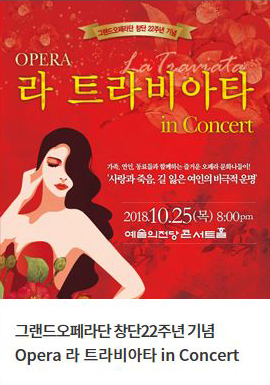 그랜드오페라단 창단 22주년 기념
OPERA
La Traviata
라 트라비아타
in Concert
가족, 연인, 동료들과 함께하는 즐거운 오페라 문화나들이!
'사랑과 죽음, 길 잃은 여인의 비극적 운명'
2018.10.25(목) 8:00pm
예술의전당 콘서트홀
그랜드오페라단 창단22주년 기념
Opera 라 트라비아타 in Concert